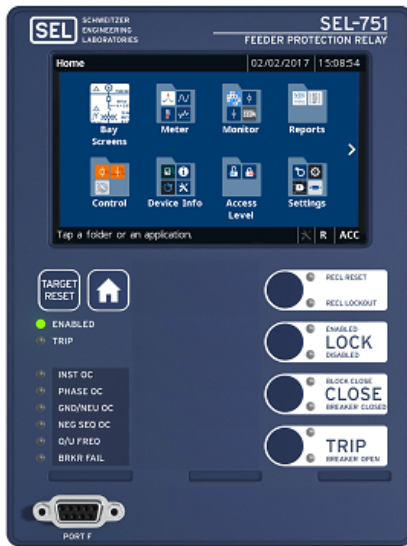 SEL SCHWEITZER
ENGINEERING
LABORATORIES
SEL-751
FEEDER PROTECTION RELAY
Home 02/02/2017 15:08:54
Bay
Screens
Meter
Monitor
Reports
Control
Device Info
Access
Level
Settings
Tap a folder or an application.
R ACC
TARGET
RESET
ENABLED
TRIP
INST OC
PHASE OC
GND/NEU OC
NEG SEQ OC
O/U FREQ
BRKR FAIL
PORT F
RECL RESET
RECL LOCKOUT
ENABLED
LOCK
DISABLED
BLOCK CLOSE
CLOSE
BREAKER CLOSED
TRIP
BREAKER OPEN